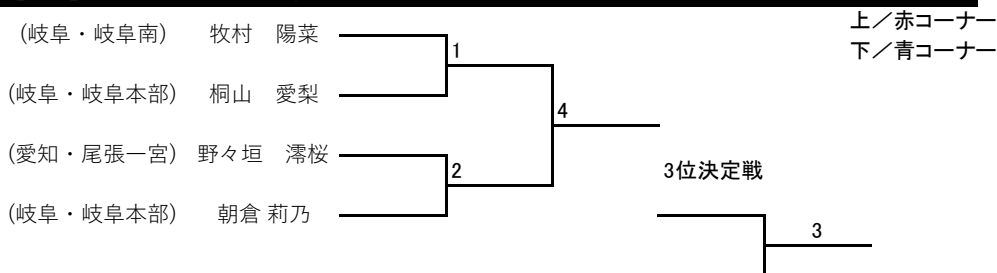 上／赤コーナー
(岐阜・岐阜南) 牧村 陽菜
下／青コーナー
1
(岐阜・岐阜本部) 桐山 愛梨
4
(愛知・尾張一宮) 野々垣 澪桜
2
3位決定戦
(岐阜・岐阜本部) 朝倉 莉乃
3